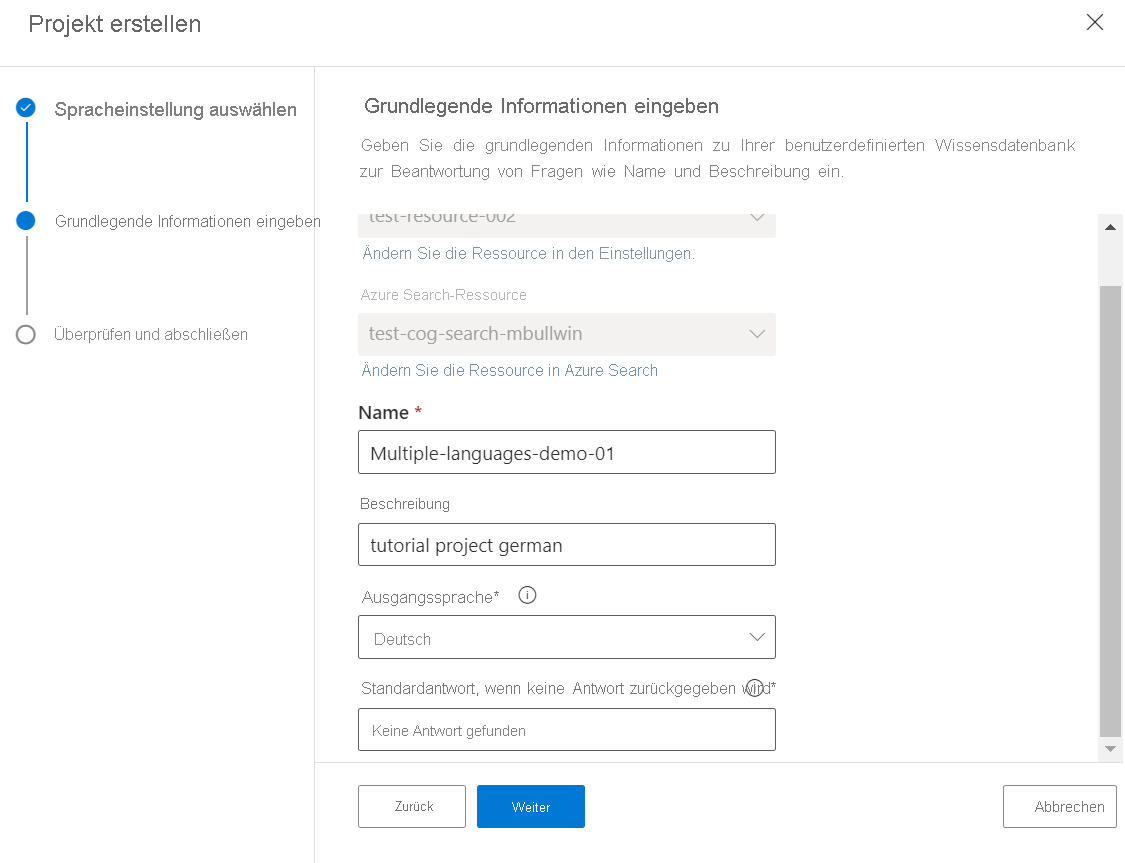 Projekt erstellen
Spracheinstellung auswählen
Grundlegende Informationen eingeben
Überprüfen und abschließen
Grundlegende Informationen eingeben
Geben Sie die grundlegenden Informationen zu Ihrer benutzerdefinierten Wissensdatenbank
zur Beantwortung von Fragen wie Name und Beschreibung ein.
test-resource-002
Ändern Sie die Ressource in den Einstellungen.
Azure Search-Ressource
test-cog-search-mbullwin
Ändern Sie die Ressource in Azure Search
Name *
Multiple-languages-demo-01
Beschreibung
tutorial project german
Ausgangssprache*
Deutsch
Standardantwort, wenn keine Antwort zurückgegeben wird*
Keine Antwort gefunden
Zurück
Weiter
Abbrechen